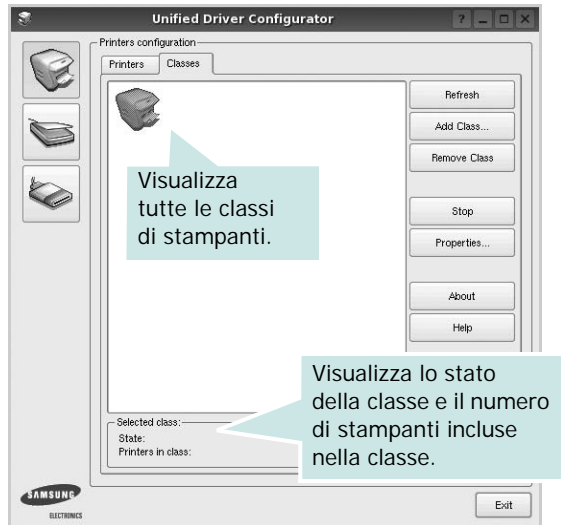 Unified Driver Configurator
Printers configuration
Printers Classes
Refresh
Add Class...
Remove Class
Visualizza
tutte le classi
di stampanti.
Stop
Properties...
About
Help
Visualizza lo stato
della classe e il numero
di stampanti incluse
nella classe.
Selected class:
State:
Printers in class:
SAMSUNG
ELECTRONICS
Exit